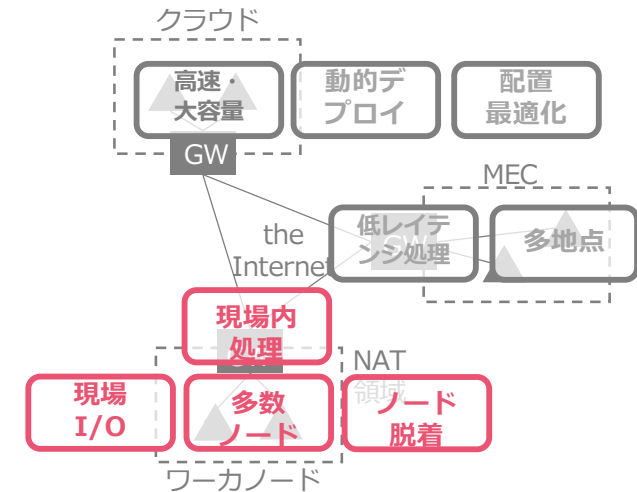 クラウド
高速・
大容量
動的デ
プロイ
配置
最適化
GW
MEC
the
Internet
低レイテ
ンシ処理
GW
多地点
現場内
処理
NAT
領域
現場
I/O
多数
ノード
ノード
脱着
ワーカノード